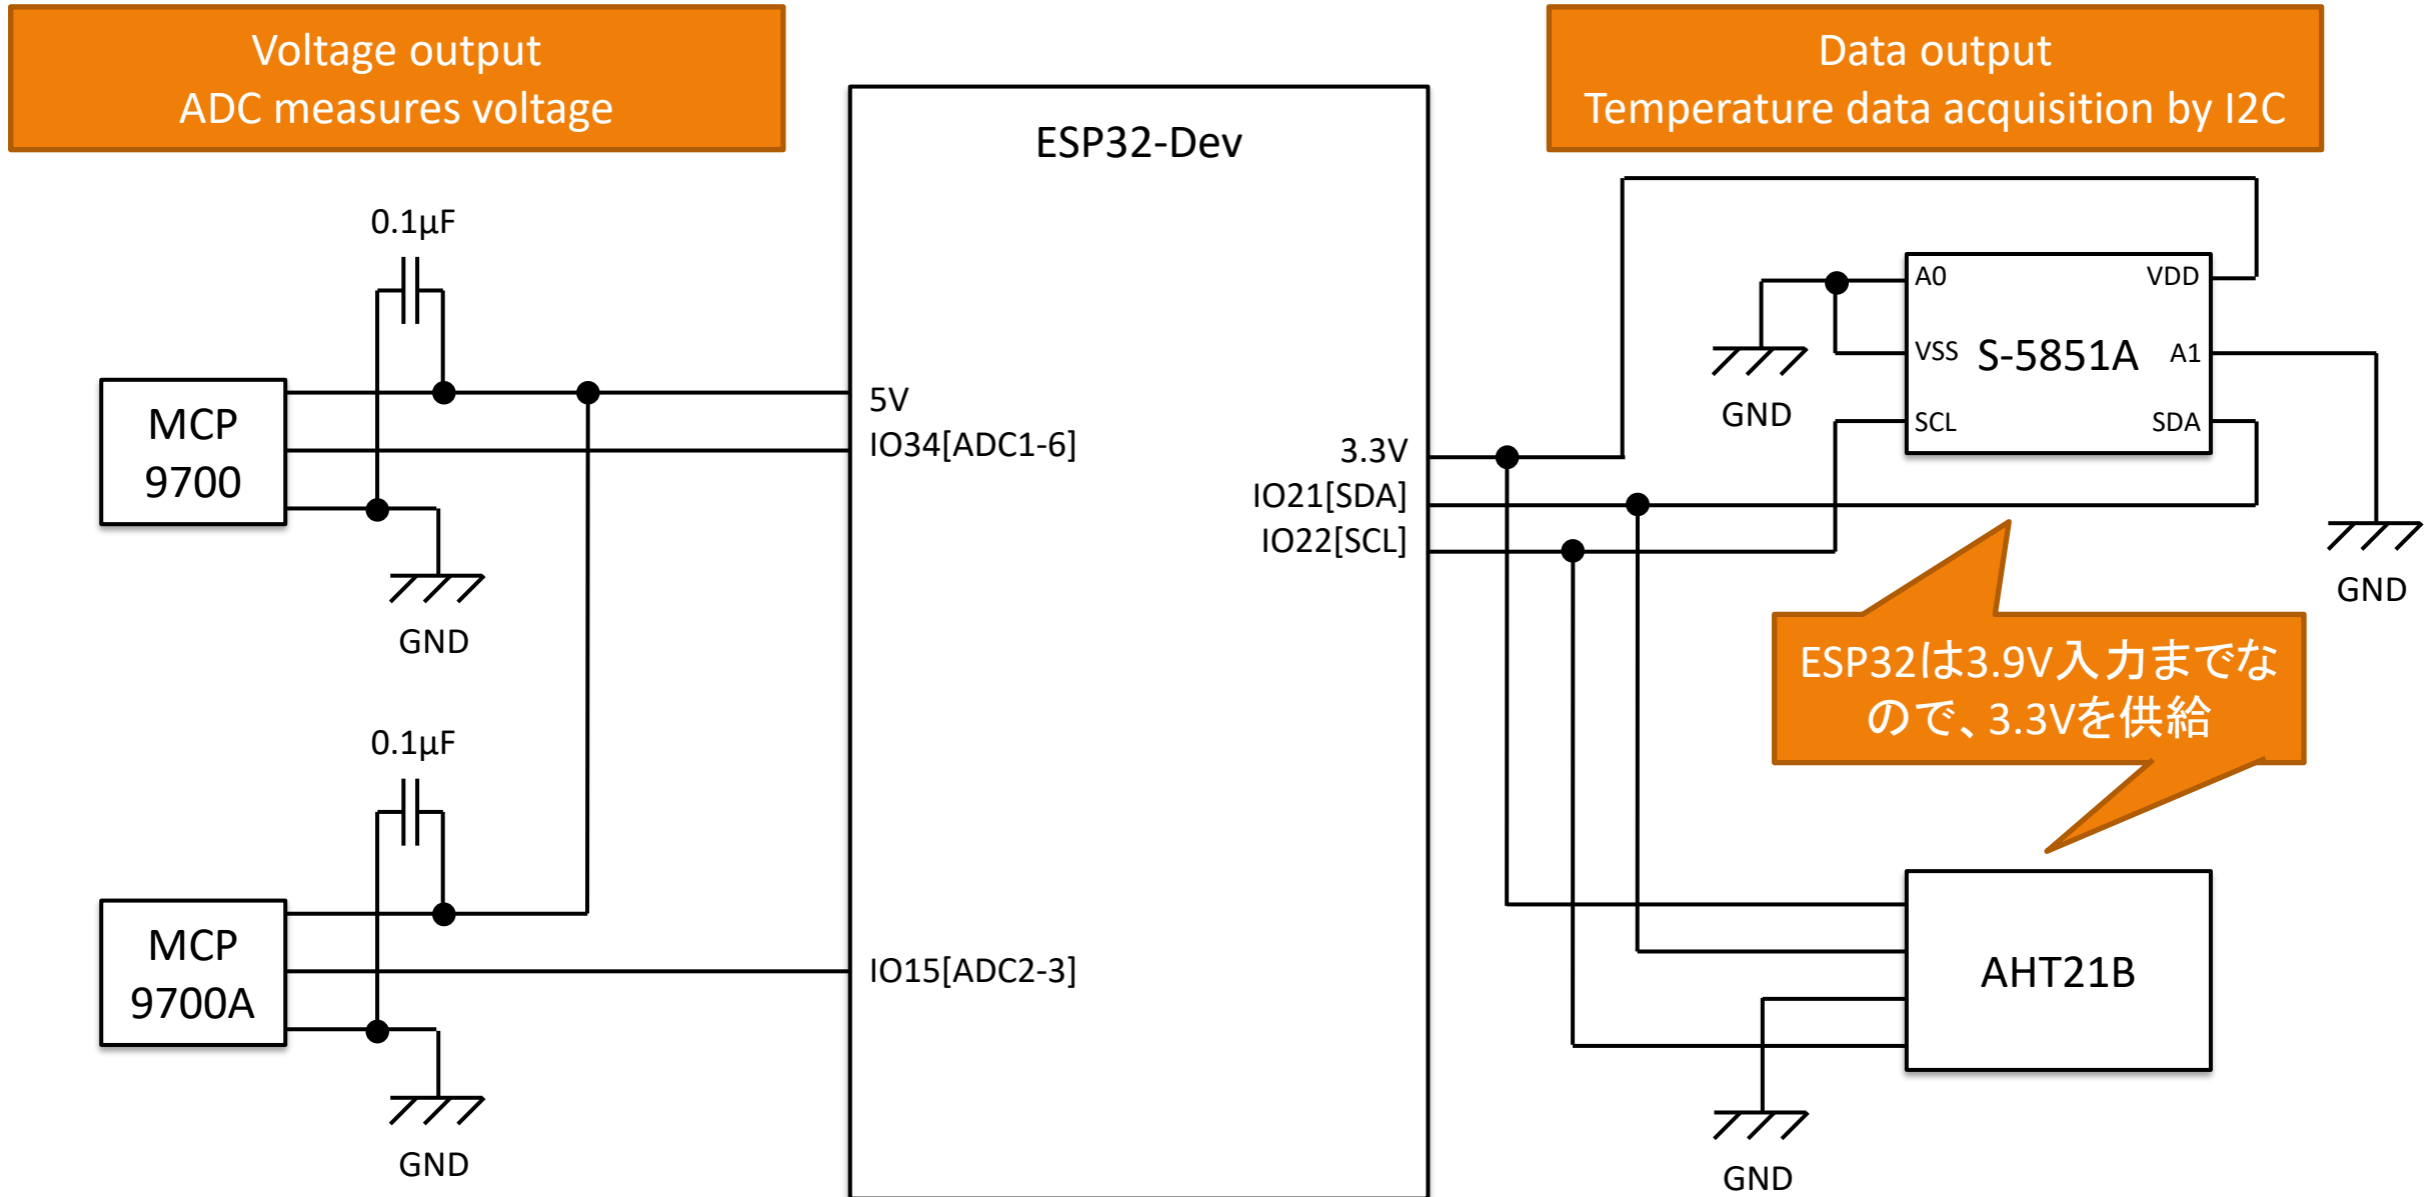 Voltage output
ADC measures voltage
Data output
Temperature data acquisition by I2C
ESP32-Dev
0.1μF
MCP
9700
GND
5V
IO34[ADC1-6]
0.1μF
MCP
9700A
GND
IO15[ADC2-3]
3.3V
IO21[SDA]
IO22[SCL]
A0
VDD
VSS
S-5851A
A1
SCL
SDA
GND
GND
ESP32は3.9V入力までな
ので、3.3Vを供給
AHT21B
GND